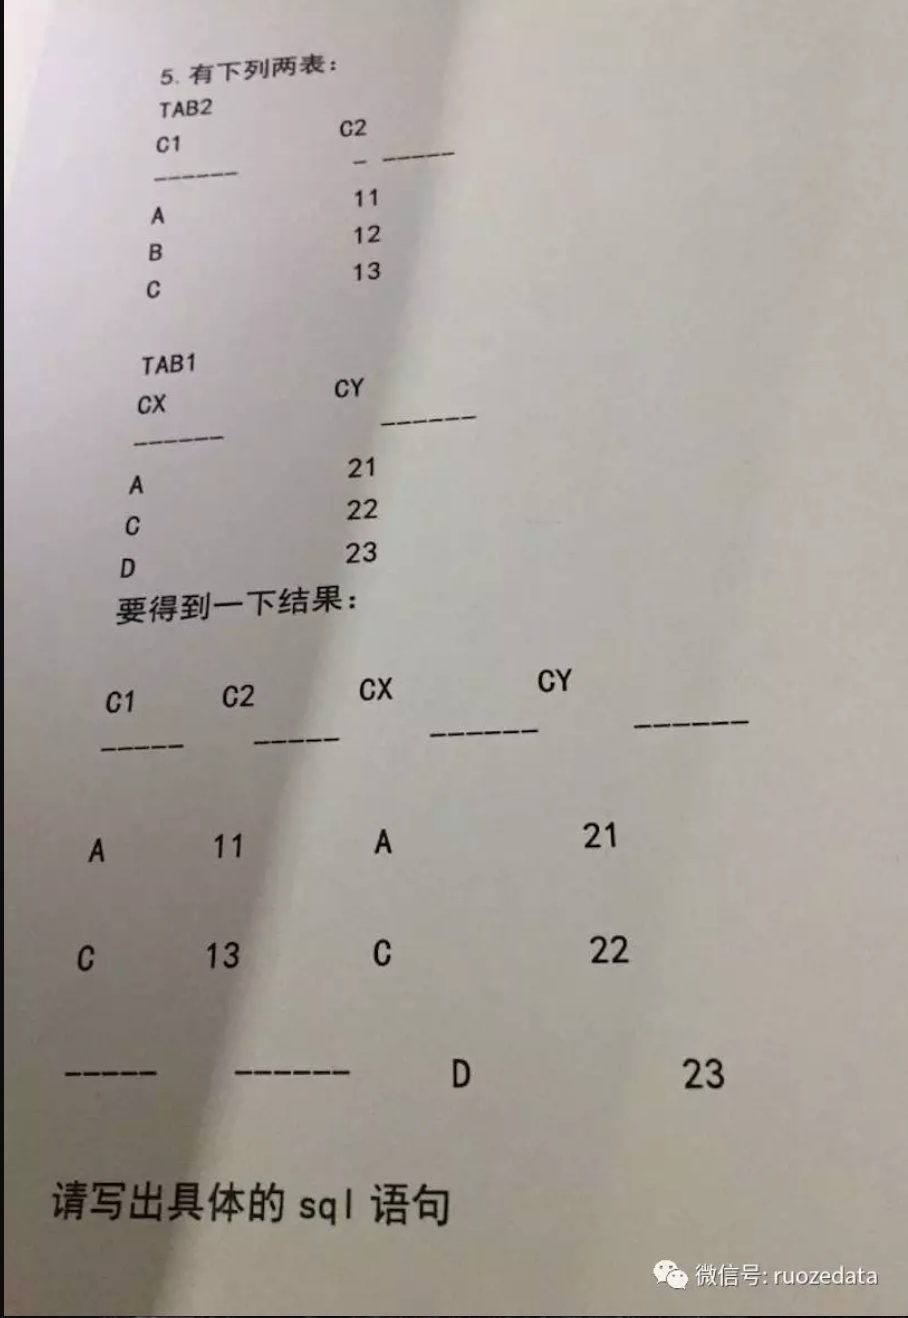 5. 有下列两表：
TAB2
C1 C2
------ - -----
A 11
B 12
C 13
TAB1
CX CY
------ ------
A 21
C 22
D 23
要得到一下结果：
C1 C2 CX CY
----- ----- ------ ------
A 11 A 21
C 13 C 22
----- ------ D 23
请写出具体的 sql 语句
微信号: ruozedata